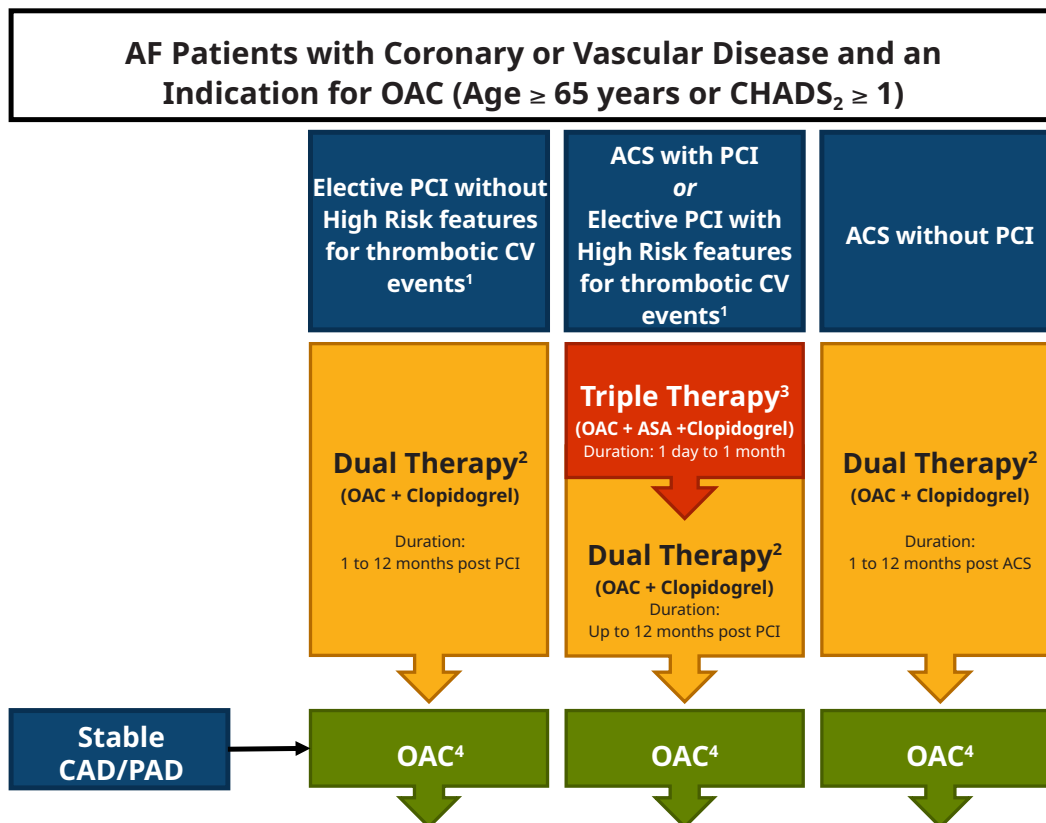 AF Patients with Coronary or Vascular Disease and an
Indication for OAC (Age ≥ 65 years or CHADS₂ ≥ 1)
Elective PCI without
High Risk features
for thrombotic CV
events¹
ACS with PCI
or
Elective PCI with
High Risk features
for thrombotic CV
events¹
ACS without PCI
Dual Therapy²
(OAC + Clopidogrel)
Duration:
1 to 12 months post PCI
Triple Therapy³
(OAC + ASA +Clopidogrel)
Duration: 1 day to 1 month
Dual Therapy²
(OAC + Clopidogrel)
Duration:
Up to 12 months post PCI
Dual Therapy²
(OAC + Clopidogrel)
Duration:
1 to 12 months post ACS
Stable
CAD/PAD
OAC⁴
OAC⁴
OAC⁴